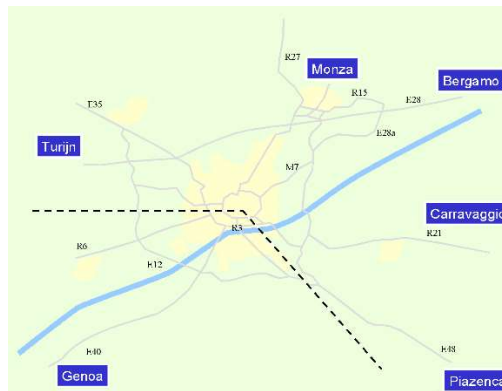 R27
Monza
Bergamo
R15
E28
E35
E28a
Turijn
M7
Carravaggio
R3
R21
R6
E12
E40
E48
Genoa
Piazenca